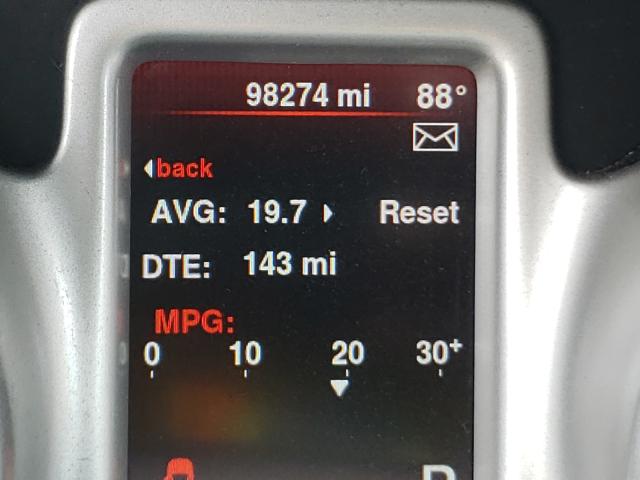 98274 mi 88°
back
AVG: 19.7 Reset
DTE: 143 mi
MPG:
0 10 20 30+